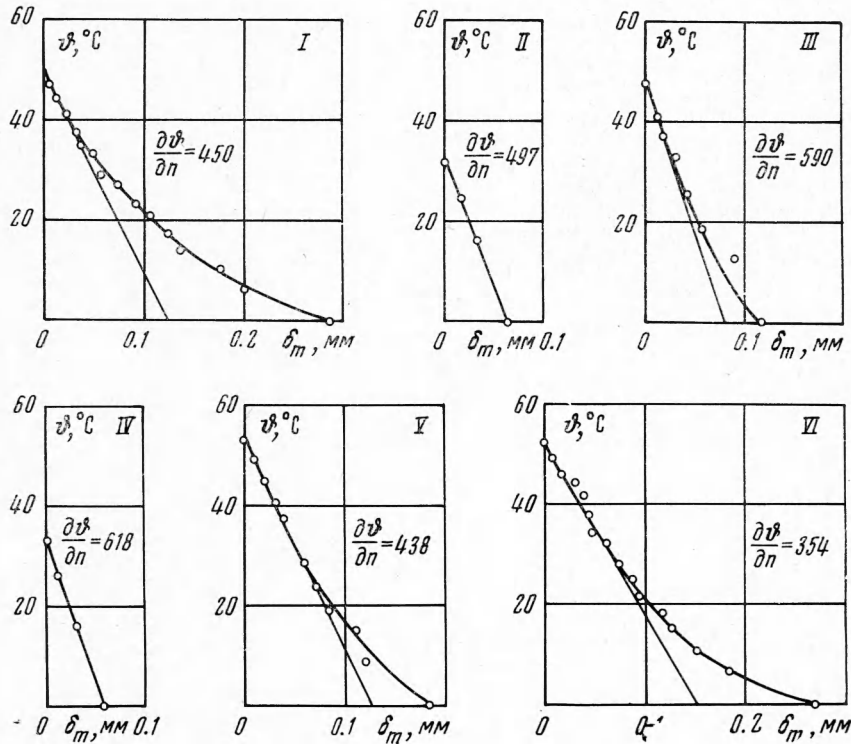 60
ϑ,°C I
40
∂ϑ/∂n=450
20
0 0.1 0.2 δm, мм
60
ϑ,°C II
40
∂ϑ/∂n=497
20
0 δm, мм 0.1
60
ϑ,°C III
40
∂ϑ/∂n=590
20
0 0.1 δm, мм
60
ϑ,°C IV
40
∂ϑ/∂n=618
20
0 δm, мм 0.1
60
ϑ,°C V
40
∂ϑ/∂n=438
20
0 0.1 δm, мм
60
ϑ,°C VI
40
∂ϑ/∂n=354
20
0 0.2 δm, мм